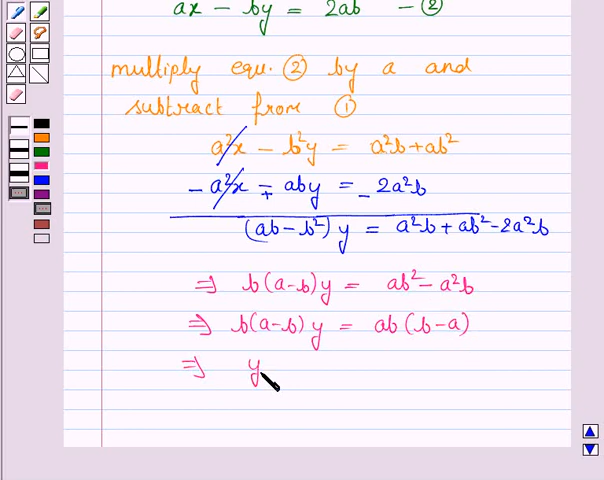 ax - by = 2ab - ②
multiply equ. ② by a and
subtract from ①
a²x - b²y = a²b + ab²
- a²x -+ aby = - 2a²b
(ab - b²) y = a²b + ab² - 2a²b
⇒ b(a-b)y = ab² - a²b
⇒ b(a-b)y = ab(b-a)
⇒ y